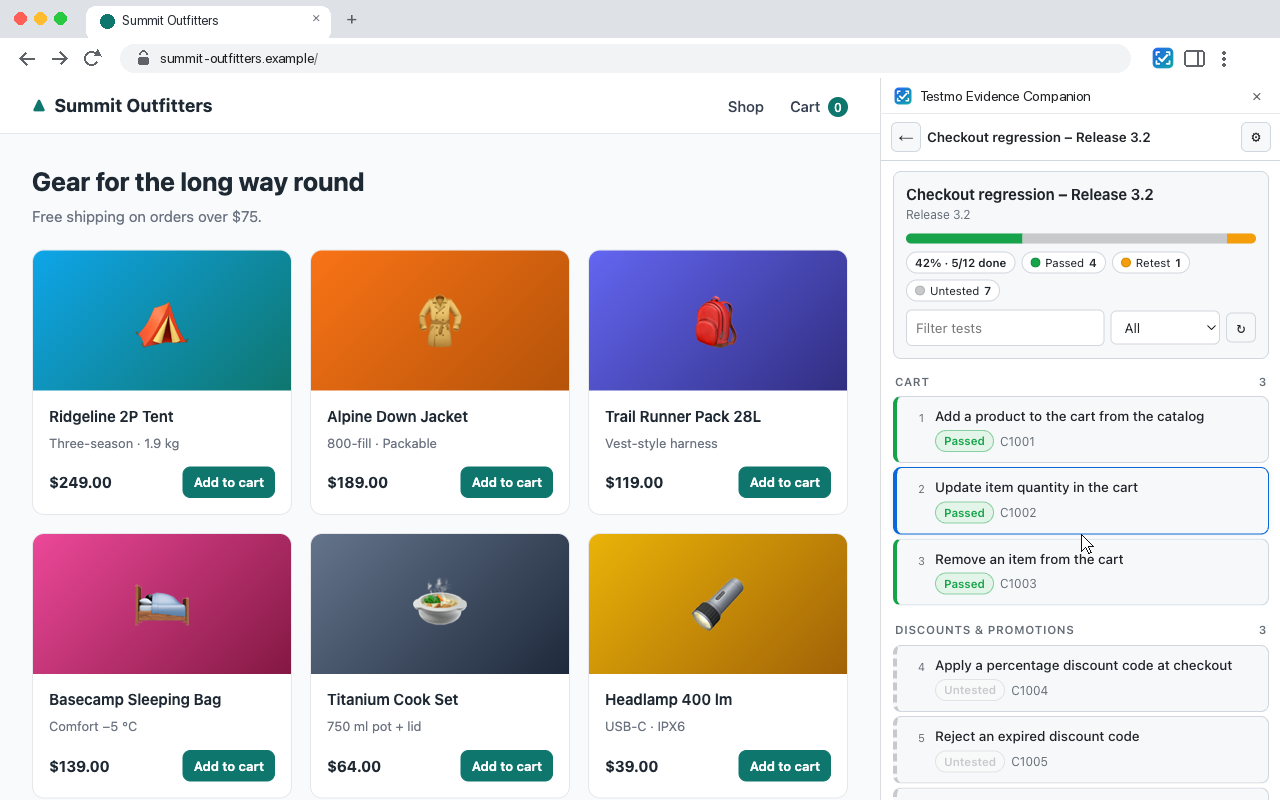 Summit Outfitters
summit-outfitters.example/
Summit Outfitters
Shop
Cart 0
Gear for the long way round
Free shipping on orders over $75.
Ridgeline 2P Tent
Three-season · 1.9 kg
$249.00
Add to cart
Alpine Down Jacket
800-fill · Packable
$189.00
Add to cart
Trail Runner Pack 28L
Vest-style harness
$119.00
Add to cart
Basecamp Sleeping Bag
Comfort −5 °C
$139.00
Add to cart
Titanium Cook Set
750 ml pot + lid
$64.00
Add to cart
Headlamp 400 lm
USB-C · IPX6
$39.00
Add to cart
Testmo Evidence Companion
Checkout regression – Release 3.2
Checkout regression – Release 3.2
Release 3.2
42% · 5/12 done
Passed 4
Retest 1
Untested 7
Filter tests
All
CART 3
1 Add a product to the cart from the catalog
Passed C1001
2 Update item quantity in the cart
Passed C1002
3 Remove an item from the cart
Passed C1003
DISCOUNTS & PROMOTIONS 3
4 Apply a percentage discount code at checkout
Untested C1004
5 Reject an expired discount code
Untested C1005